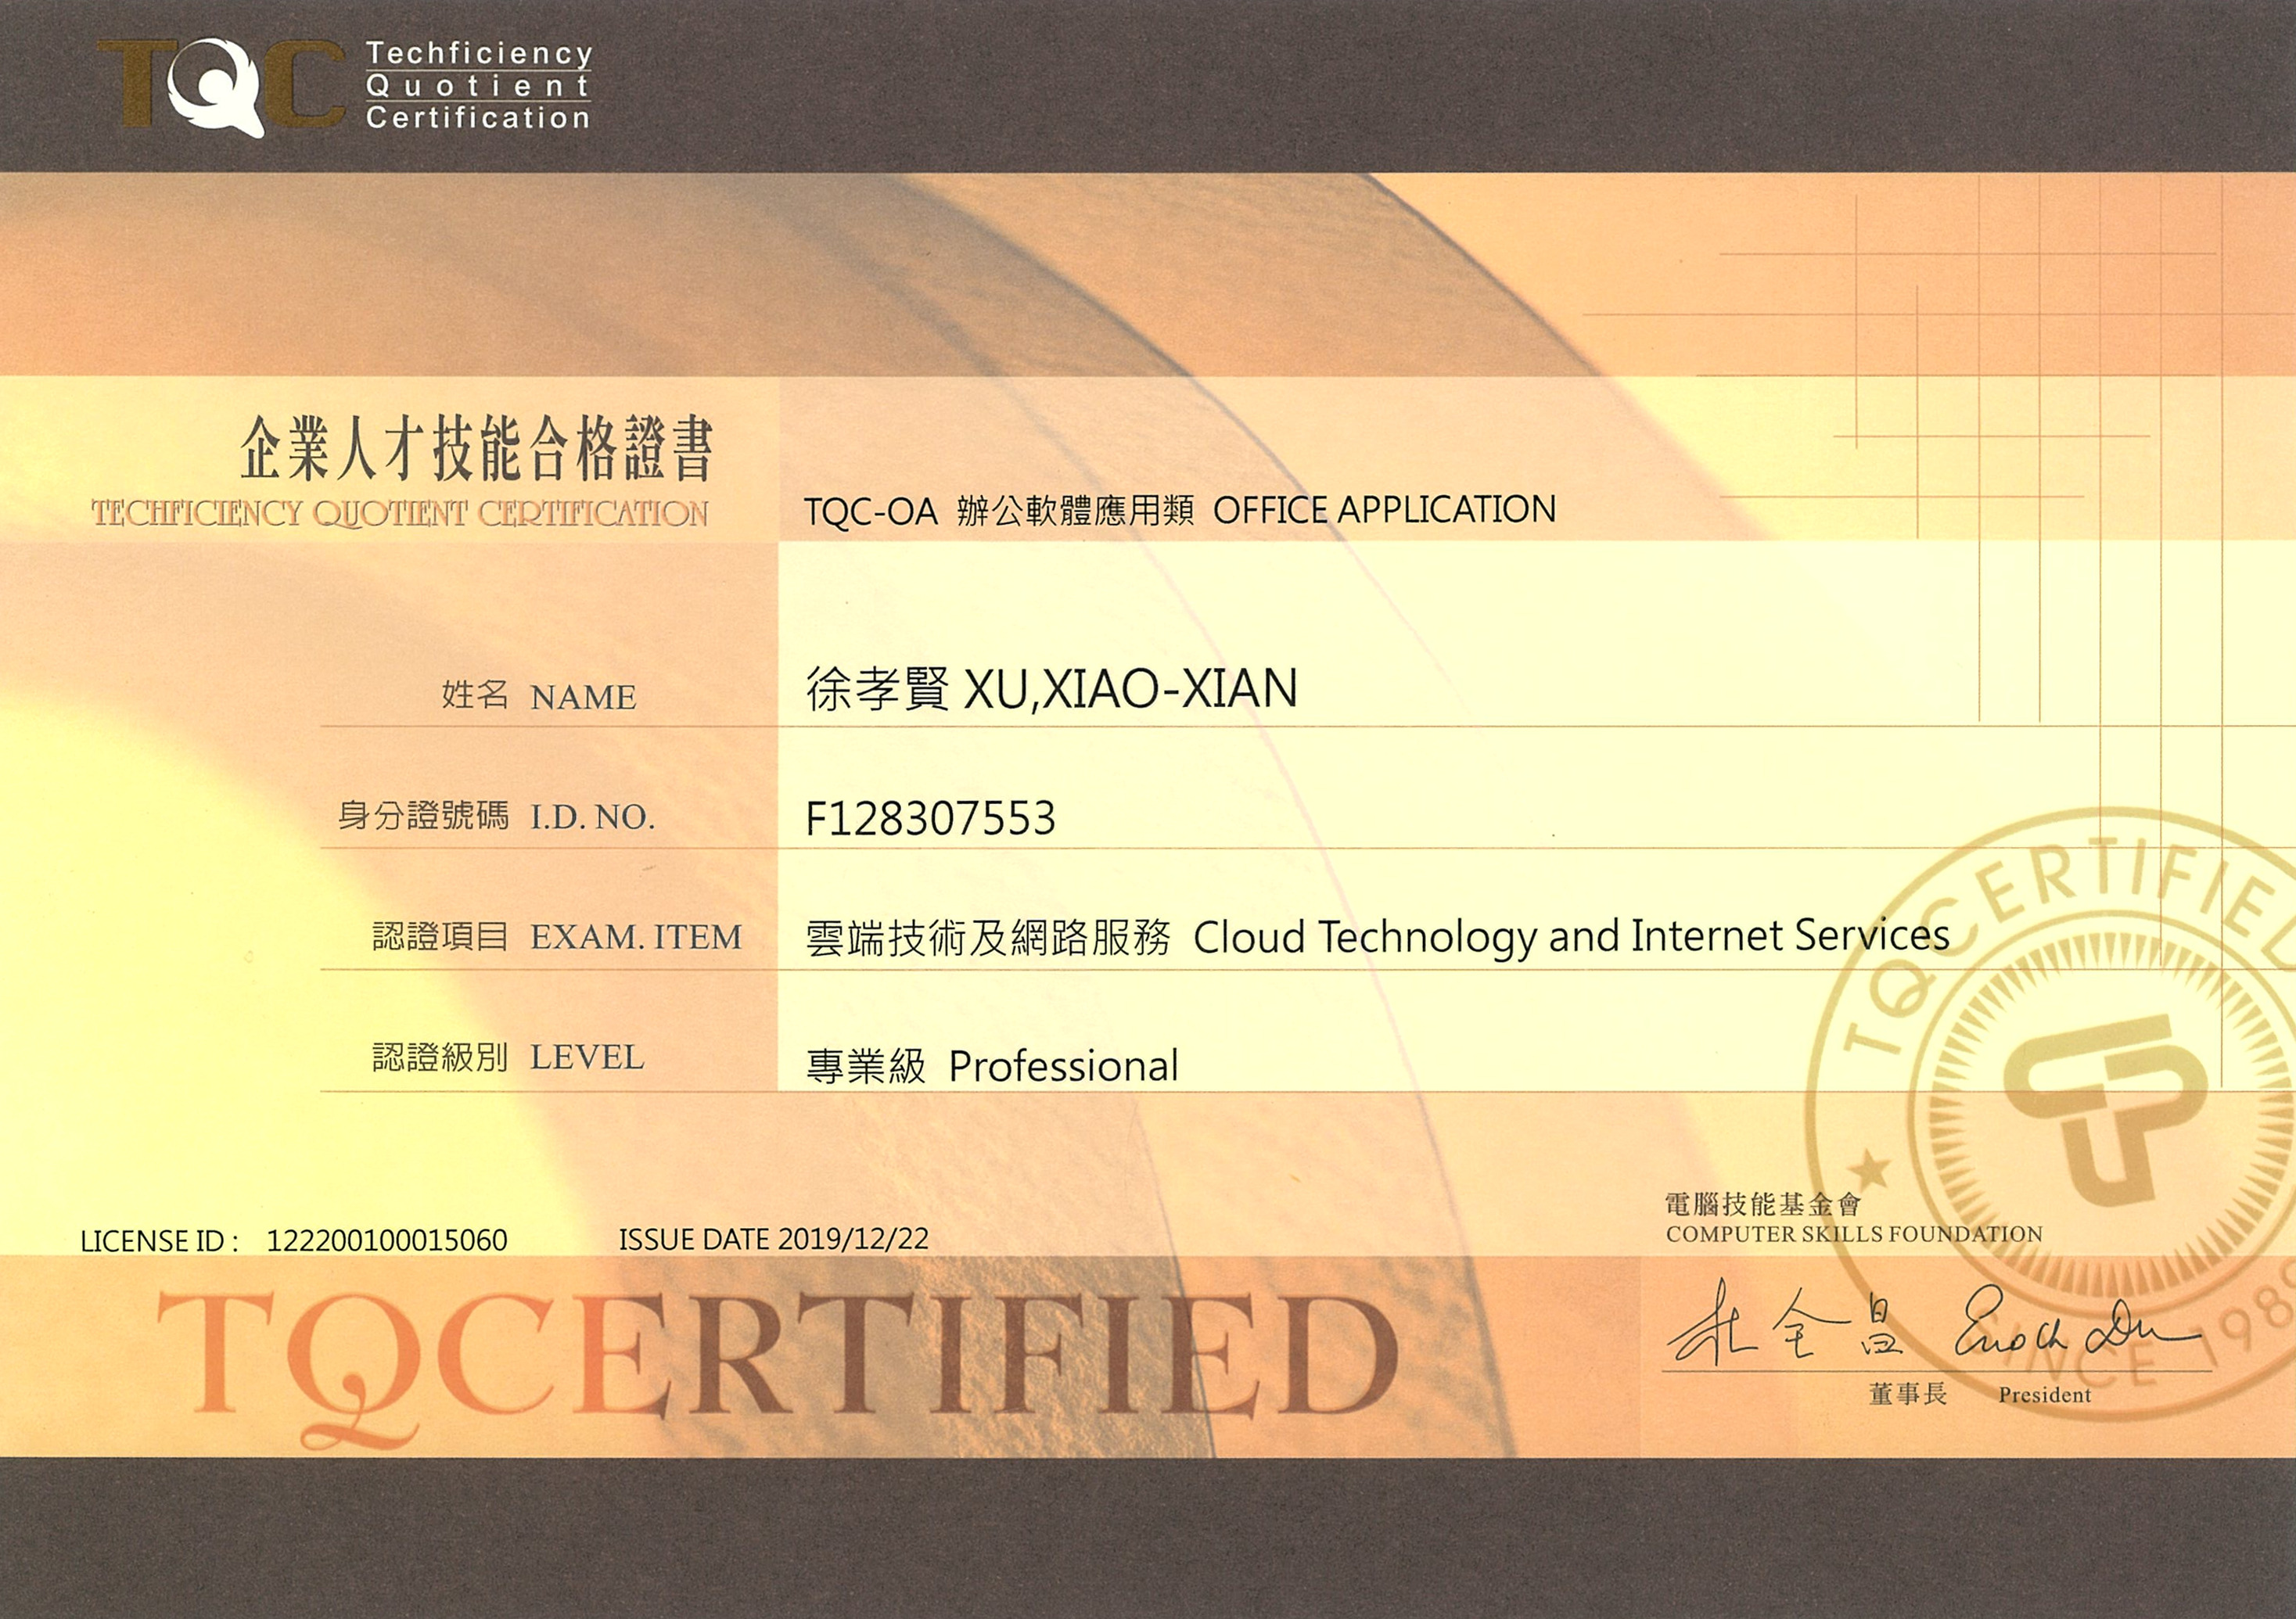 TQC
Techficiency
Quotient
Certification
企業人才技能合格證書
TECHFICIENCY QUOTIENT CERTIFICATION
TQC-OA 辦公軟體應用類 OFFICE APPLICATION
姓名 NAME 徐孝賢 XU,XIAO-XIAN
身分證號碼 I.D. NO. F128307553
認證項目 EXAM. ITEM 雲端技術及網路服務 Cloud Technology and Internet Services
認證級別 LEVEL 專業級 Professional
TQCERTIFIED
SINCE 198
電腦技能基金會
COMPUTER SKILLS FOUNDATION
LICENSE ID : 122200100015060 ISSUE DATE 2019/12/22
TQCERTIFIED
杜全昌 Enoch Du
董事長 President